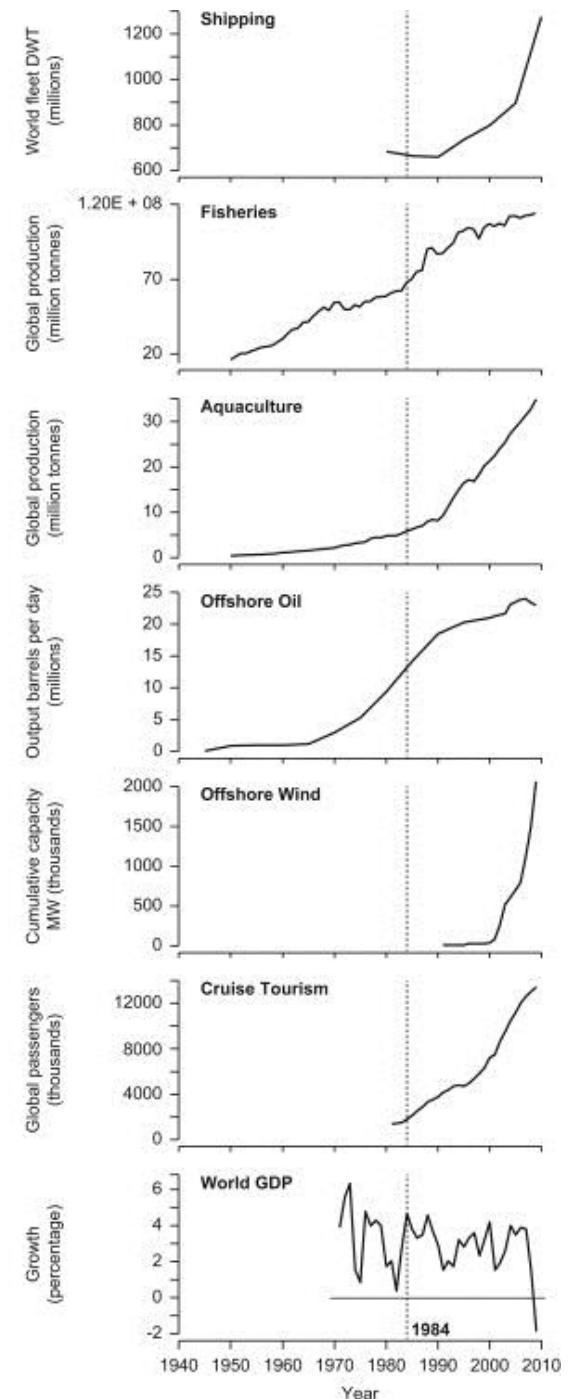 Shipping
World fleet DWT
(millions)
1200
1000
800
600
Fisheries
Global production
(million tonnes)
1.20E + 08
70
20
Aquaculture
Global production
(million tonnes)
30
20
10
0
Offshore Oil
Output barrels per day
(millions)
25
20
15
10
5
0
Offshore Wind
Cumulative capacity
MW (thousands)
2000
1500
1000
500
0
Cruise Tourism
Global passengers
(thousands)
12000
8000
4000
0
World GDP
Growth
(percentage)
6
4
2
0
-2
1984
1940 1950 1960 1970 1980 1990 2000 2010
Year